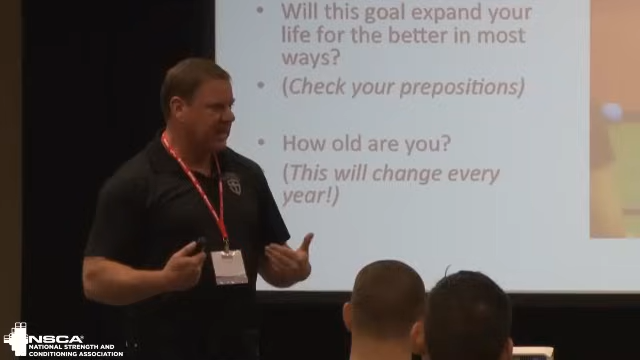 • Will this goal expand your
life for the better in most
ways?
• (Check your prepositions)
• How old are you?
(This will change every
year!)
NSCA
NATIONAL STRENGTH AND
CONDITIONING ASSOCIATION